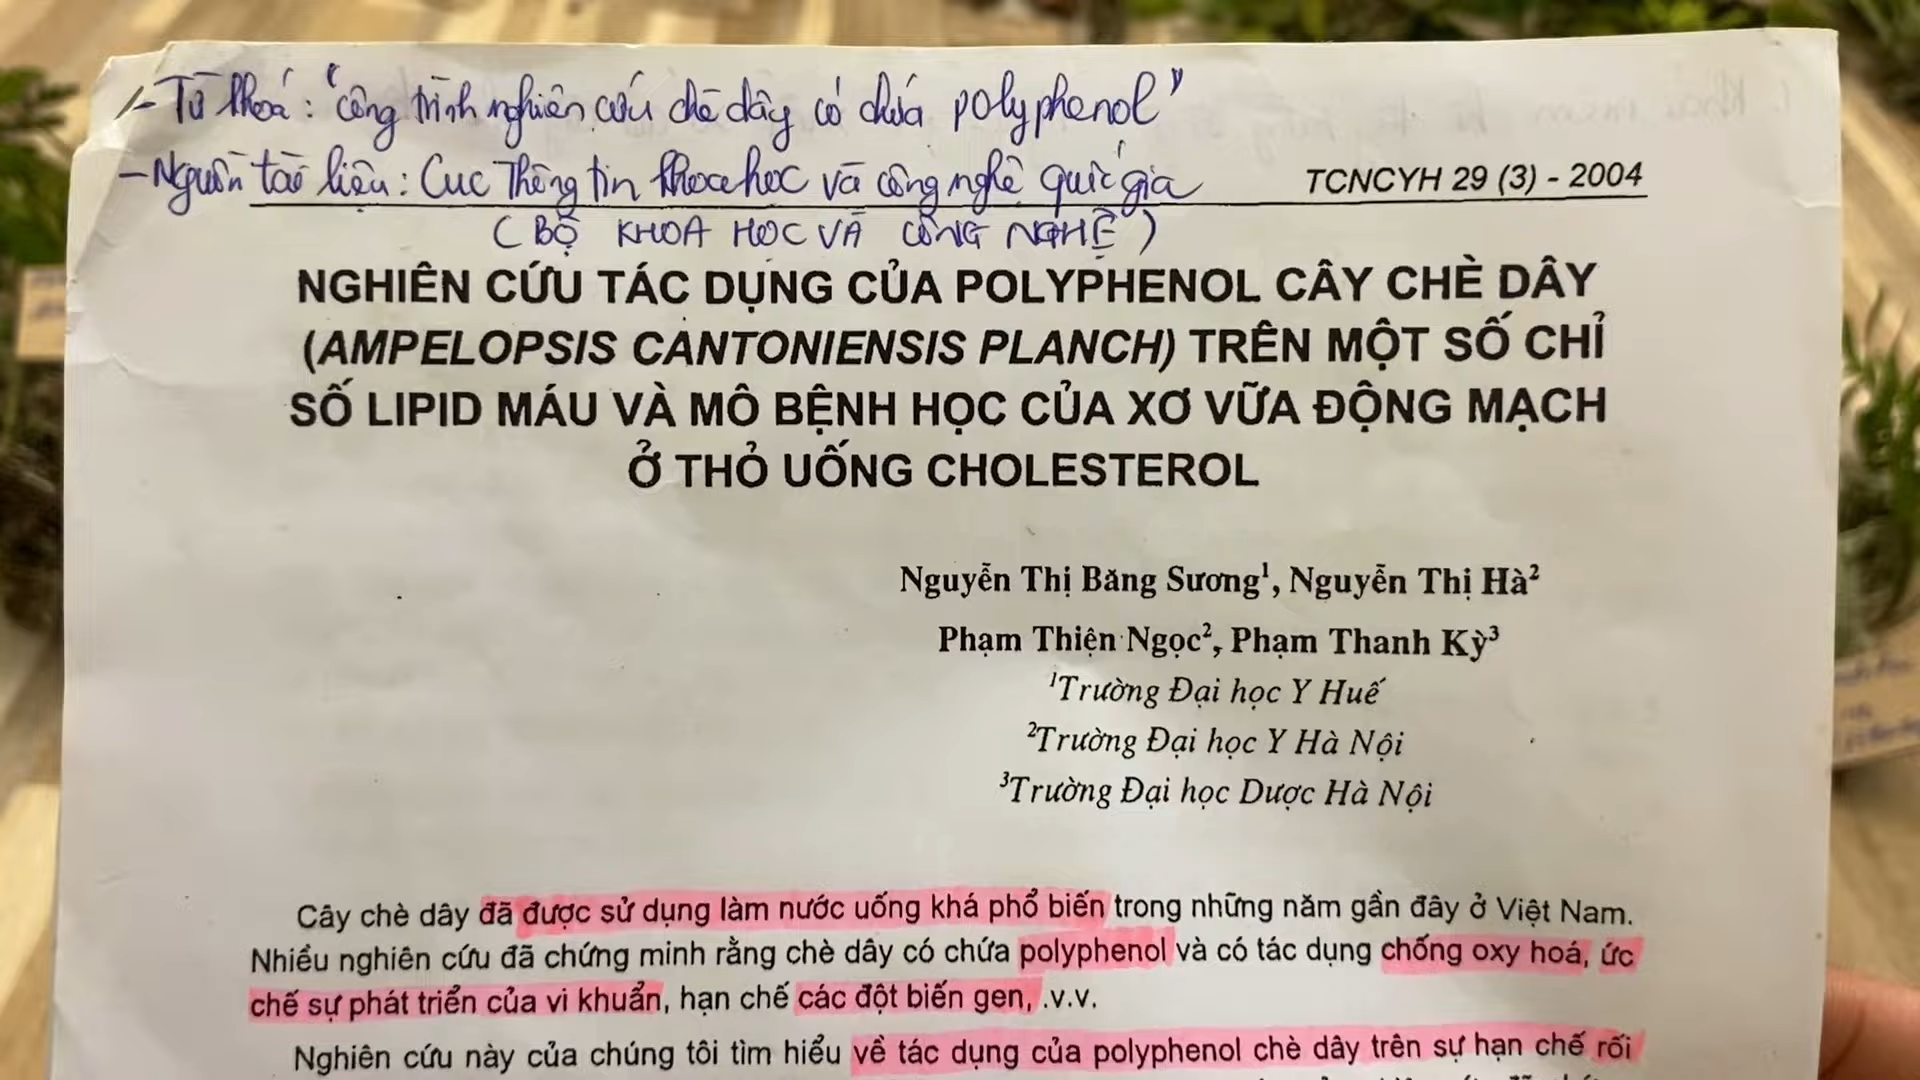 - Từ khoá: "công trình nghiên cứu chè dây có chứa polyphenol"
- Nguồn tài liệu: Cục Thông tin khoa học và công nghệ quốc gia
TCNCYH 29 (3) - 2004
( BỘ KHOA HỌC VÀ CÔNG NGHỆ )
NGHIÊN CỨU TÁC DỤNG CỦA POLYPHENOL CÂY CHÈ DÂY
(AMPELOPSIS CANTONIENSIS PLANCH) TRÊN MỘT SỐ CHỈ
SỐ LIPID MÁU VÀ MÔ BỆNH HỌC CỦA XƠ VỮA ĐỘNG MẠCH
Ở THỎ UỐNG CHOLESTEROL
Nguyễn Thị Băng Sương¹, Nguyễn Thị Hà²
Phạm Thiện Ngọc², Phạm Thanh Kỳ³
¹Trường Đại học Y Huế
²Trường Đại học Y Hà Nội
³Trường Đại học Dược Hà Nội
Cây chè dây đã được sử dụng làm nước uống khá phổ biến trong những năm gần đây ở Việt Nam.
Nhiều nghiên cứu đã chứng minh rằng chè dây có chứa polyphenol và có tác dụng chống oxy hoá, ức
chế sự phát triển của vi khuẩn, hạn chế các đột biến gen, .v.v.
Nghiên cứu này của chúng tôi tìm hiểu về tác dụng của polyphenol chè dây trên sự hạn chế rối